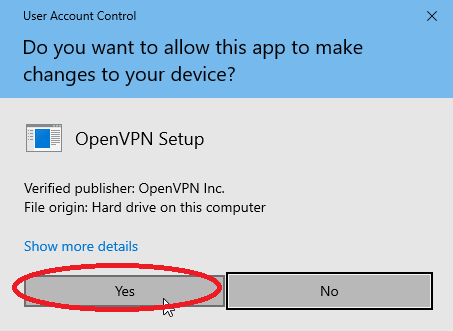 User Account Control
Do you want to allow this app to make
changes to your device?
OpenVPN Setup
Verified publisher: OpenVPN Inc.
File origin: Hard drive on this computer
Show more details
Yes
No